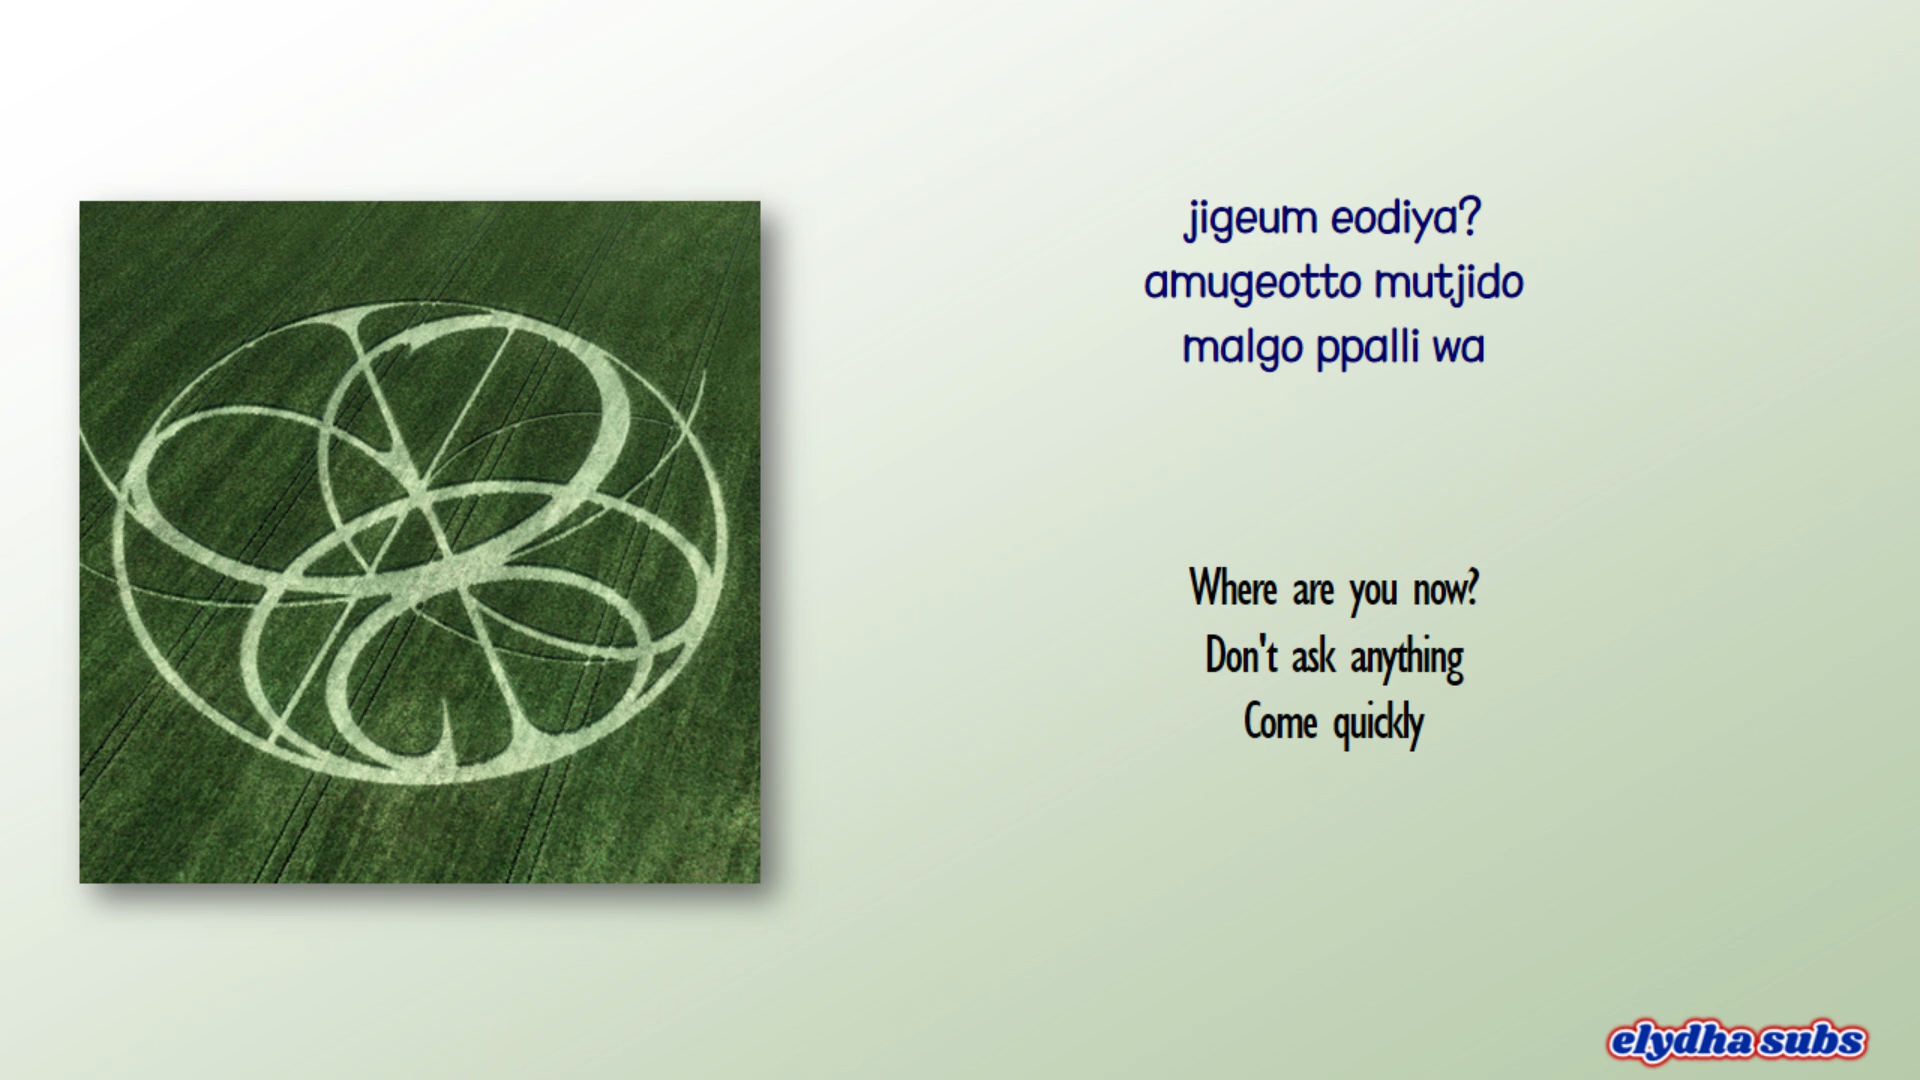 jigeum eodiya?
amugeotto mutjido
malgo ppalli wa
Where are you now?
Don't ask anything
Come quickly
elydha subs